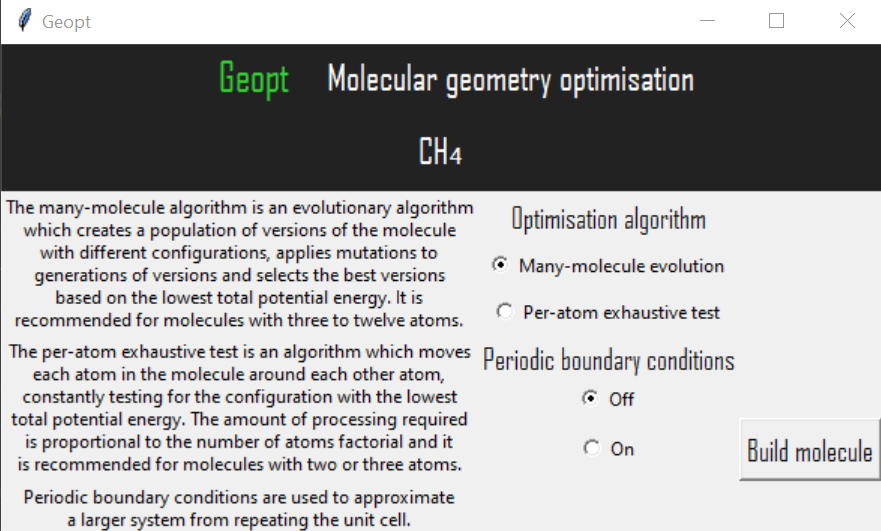 Geopt
Geopt Molecular geometry optimisation
CH₄
The many-molecule algorithm is an evolutionary algorithm
which creates a population of versions of the molecule
with different configurations, applies mutations to
generations of versions and selects the best versions
based on the lowest total potential energy. It is
recommended for molecules with three to twelve atoms.
The per-atom exhaustive test is an algorithm which moves
each atom in the molecule around each other atom,
constantly testing for the configuration with the lowest
total potential energy. The amount of processing required
is proportional to the number of atoms factorial and it
is recommended for molecules with two or three atoms.
Periodic boundary conditions are used to approximate
a larger system from repeating the unit cell.
Optimisation algorithm
Many-molecule evolution
Per-atom exhaustive test
Periodic boundary conditions
Off
On
Build molecule